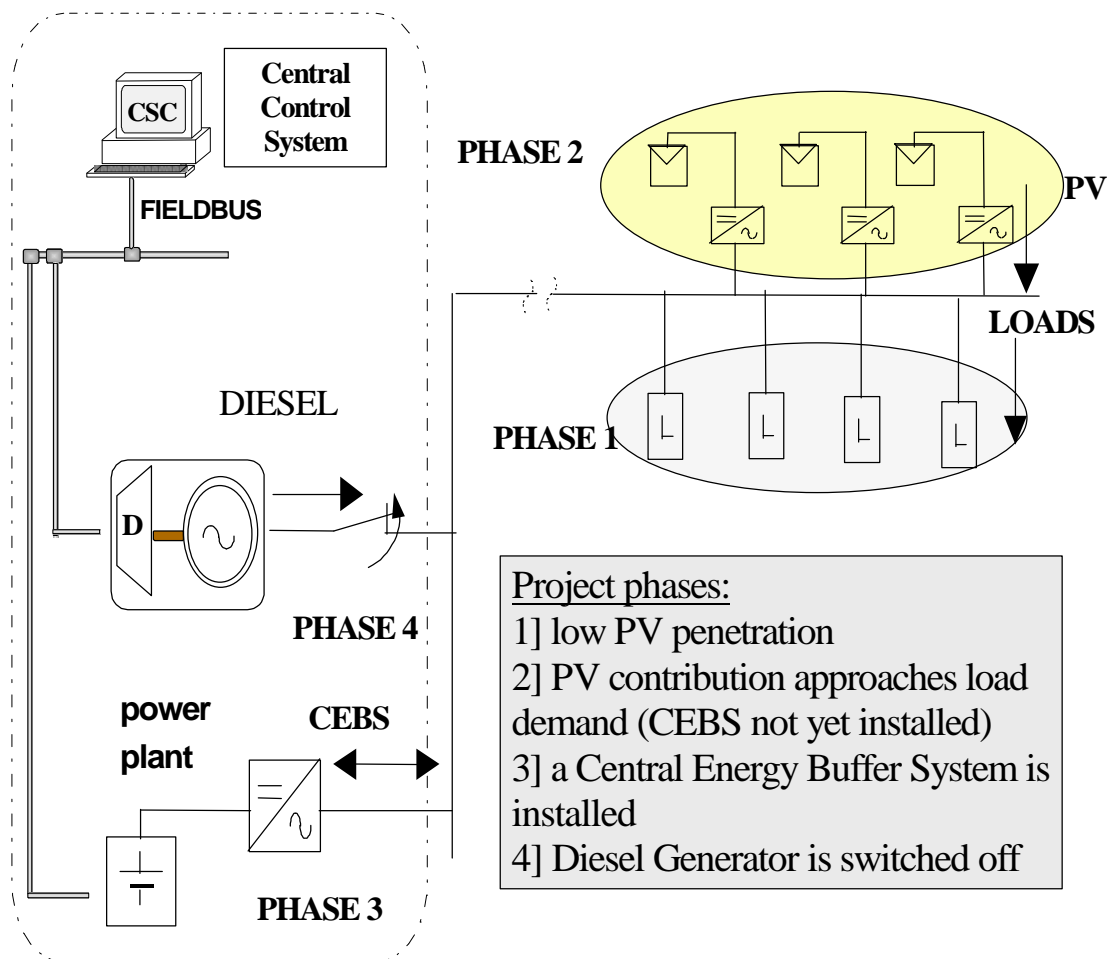 CSC
Central
Control
System
FIELDBUS
PHASE 2
PV
LOADS
PHASE 1
DIESEL
D
PHASE 4
power
plant
CEBS
PHASE 3
Project phases:
1] low PV penetration
2] PV contribution approaches load
demand (CEBS not yet installed)
3] a Central Energy Buffer System is
installed
4] Diesel Generator is switched off